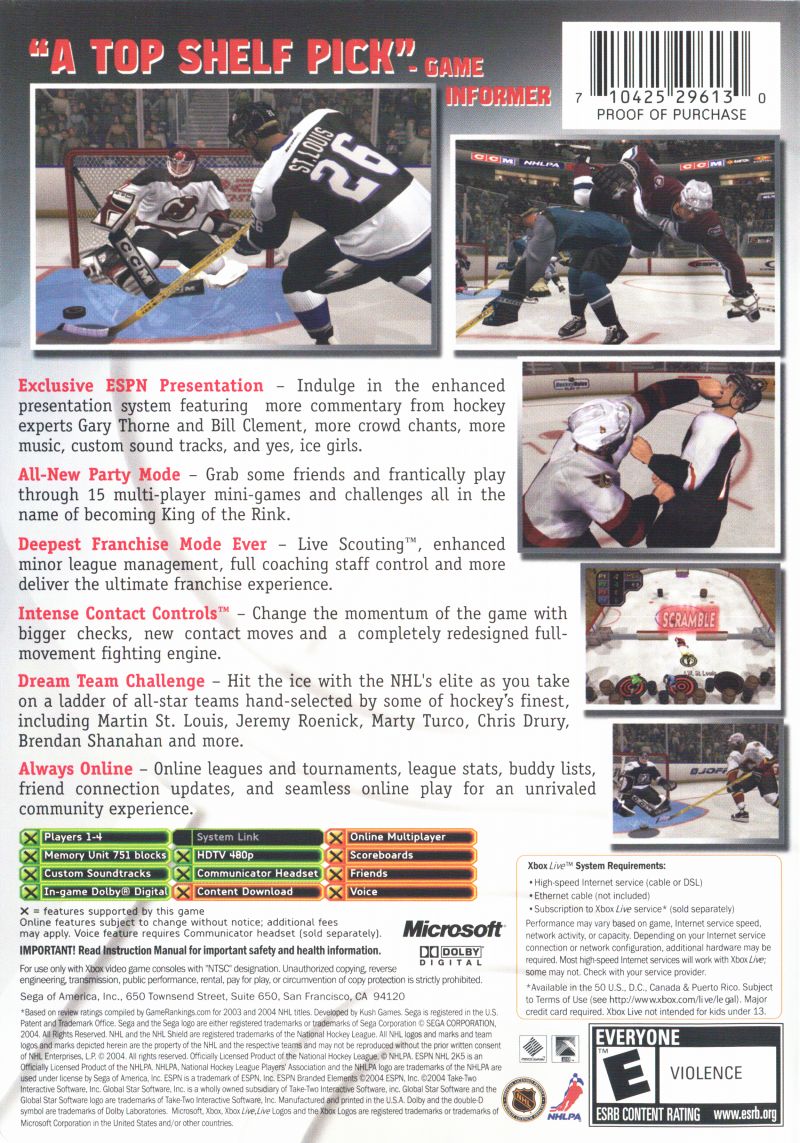 "A TOP SHELF PICK" - GAME
INFORMER
7 10425 29613 0
PROOF OF PURCHASE
ST.LOUIS
26
CCM
CCM NHLPA CCM
Exclusive ESPN Presentation – Indulge in the enhanced
presentation system featuring more commentary from hockey
experts Gary Thorne and Bill Clement, more crowd chants, more
music, custom sound tracks, and yes, ice girls.
All-New Party Mode – Grab some friends and frantically play
through 15 multi-player mini-games and challenges all in the
name of becoming King of the Rink.
Deepest Franchise Mode Ever – Live Scouting™, enhanced
minor league management, full coaching staff control and more
deliver the ultimate franchise experience.
Intense Contact Controls™ – Change the momentum of the game with
bigger checks, new contact moves and a completely redesigned full-
movement fighting engine.
SCRAMBLE
Dream Team Challenge – Hit the ice with the NHL's elite as you take
on a ladder of all-star teams hand-selected by some of hockey's finest,
including Martin St. Louis, Jeremy Roenick, Marty Turco, Chris Drury,
Brendan Shanahan and more.
Always Online – Online leagues and tournaments, league stats, buddy lists,
friend connection updates, and seamless online play for an unrivaled
community experience.
Players 1-4 System Link Online Multiplayer
Memory Unit 751 blocks HDTV 480p Scoreboards
Custom Soundtracks Communicator Headset Friends
In-game Dolby® Digital Content Download Voice
X = features supported by this game
Online features subject to change without notice; additional fees
may apply. Voice feature requires Communicator headset (sold separately).
IMPORTANT! Read Instruction Manual for important safety and health information.
For use only with Xbox video game consoles with "NTSC" designation. Unauthorized copying, reverse
engineering, transmission, public performance, rental, pay for play, or circumvention of copy protection is strictly prohibited.
Microsoft®
DOLBY
DIGITAL
Sega of America, Inc., 650 Townsend Street, Suite 650, San Francisco, CA 94120
*Based on review ratings compiled by GameRankings.com for 2003 and 2004 NHL titles. Developed by Kush Games. Sega is registered in the U.S.
Patent and Trademark Office. Sega and the Sega logo are either registered trademarks or trademarks of Sega Corporation © SEGA CORPORATION,
2004. All Rights Reserved. NHL and the NHL Shield are registered trademarks of the National Hockey League. All NHL logos and marks and team
logos and marks depicted herein are the property of the NHL and the respective teams and may not be reproduced without the prior written consent
of NHL Enterprises, L.P. © 2004. All rights reserved. Officially Licensed Product of the National Hockey League. © NHLPA. ESPN NHL 2K5 is an
Officially Licensed Product of the NHLPA. NHLPA, National Hockey League Players' Association and the NHLPA logo are trademarks of the NHLPA are
used under license by Sega of America, Inc. ESPN is a trademark of ESPN, Inc. ESPN Branded Elements ©2004 ESPN, Inc. ©2004 Take-Two
Interactive Software, Inc. Global Star Software, Inc. is a wholly owned subsidiary of Take-Two Interactive Software, Inc. Global Star Software and the
Global Star Software logo are trademarks of Take-Two Interactive Software, Inc. Manufactured and printed in the U.S.A. Dolby and the double-D
symbol are trademarks of Dolby Laboratories. Microsoft, Xbox, Xbox Live, Live Logos and the Xbox Logos are registered trademarks or trademarks of
Microsoft Corporation in the United States and/or other countries.
Xbox Live™ System Requirements:
• High-speed Internet service (cable or DSL)
• Ethernet cable (not included)
• Subscription to Xbox Live service* (sold separately)
Performance may vary based on game, Internet service speed,
network activity, or capacity. Depending on your Internet service
connection or network configuration, additional hardware may be
required. Most high-speed Internet services will work with Xbox Live;
some may not. Check with your service provider.
*Available in the 50 U.S., D.C., Canada & Puerto Rico. Subject
to Terms of Use (see http://www.xbox.com/live/legal). Major
credit card required. Xbox Live not intended for kids under 13.
NHL
NHLPA
EVERYONE
E™
VIOLENCE
ESRB CONTENT RATING www.esrb.org